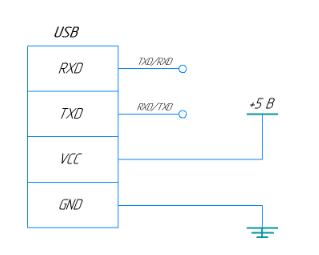 USB
RXD TXD/RXD
TXD RXD/TXD +5 В
VCC
GND